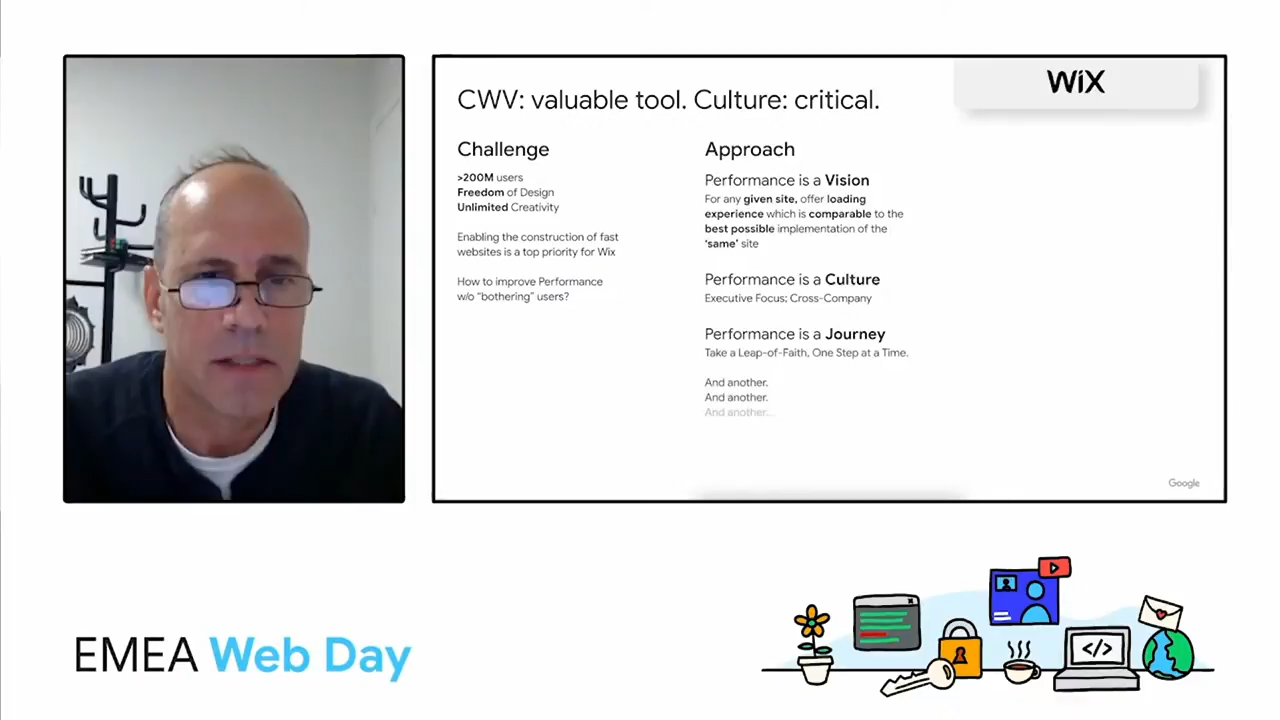 WiX
CWV: valuable tool. Culture: critical.
Challenge
>200M users
Freedom of Design
Unlimited Creativity
Enabling the construction of fast
websites is a top priority for Wix
How to improve Performance
w/o “bothering” users?
Approach
Performance is a Vision
For any given site, offer loading
experience which is comparable to the
best possible implementation of the
‘same’ site
Performance is a Culture
Executive Focus; Cross-Company
Performance is a Journey
Take a Leap-of-Faith, One Step at a Time.
And another.
And another.
And another...
Google
EMEA Web Day
</>